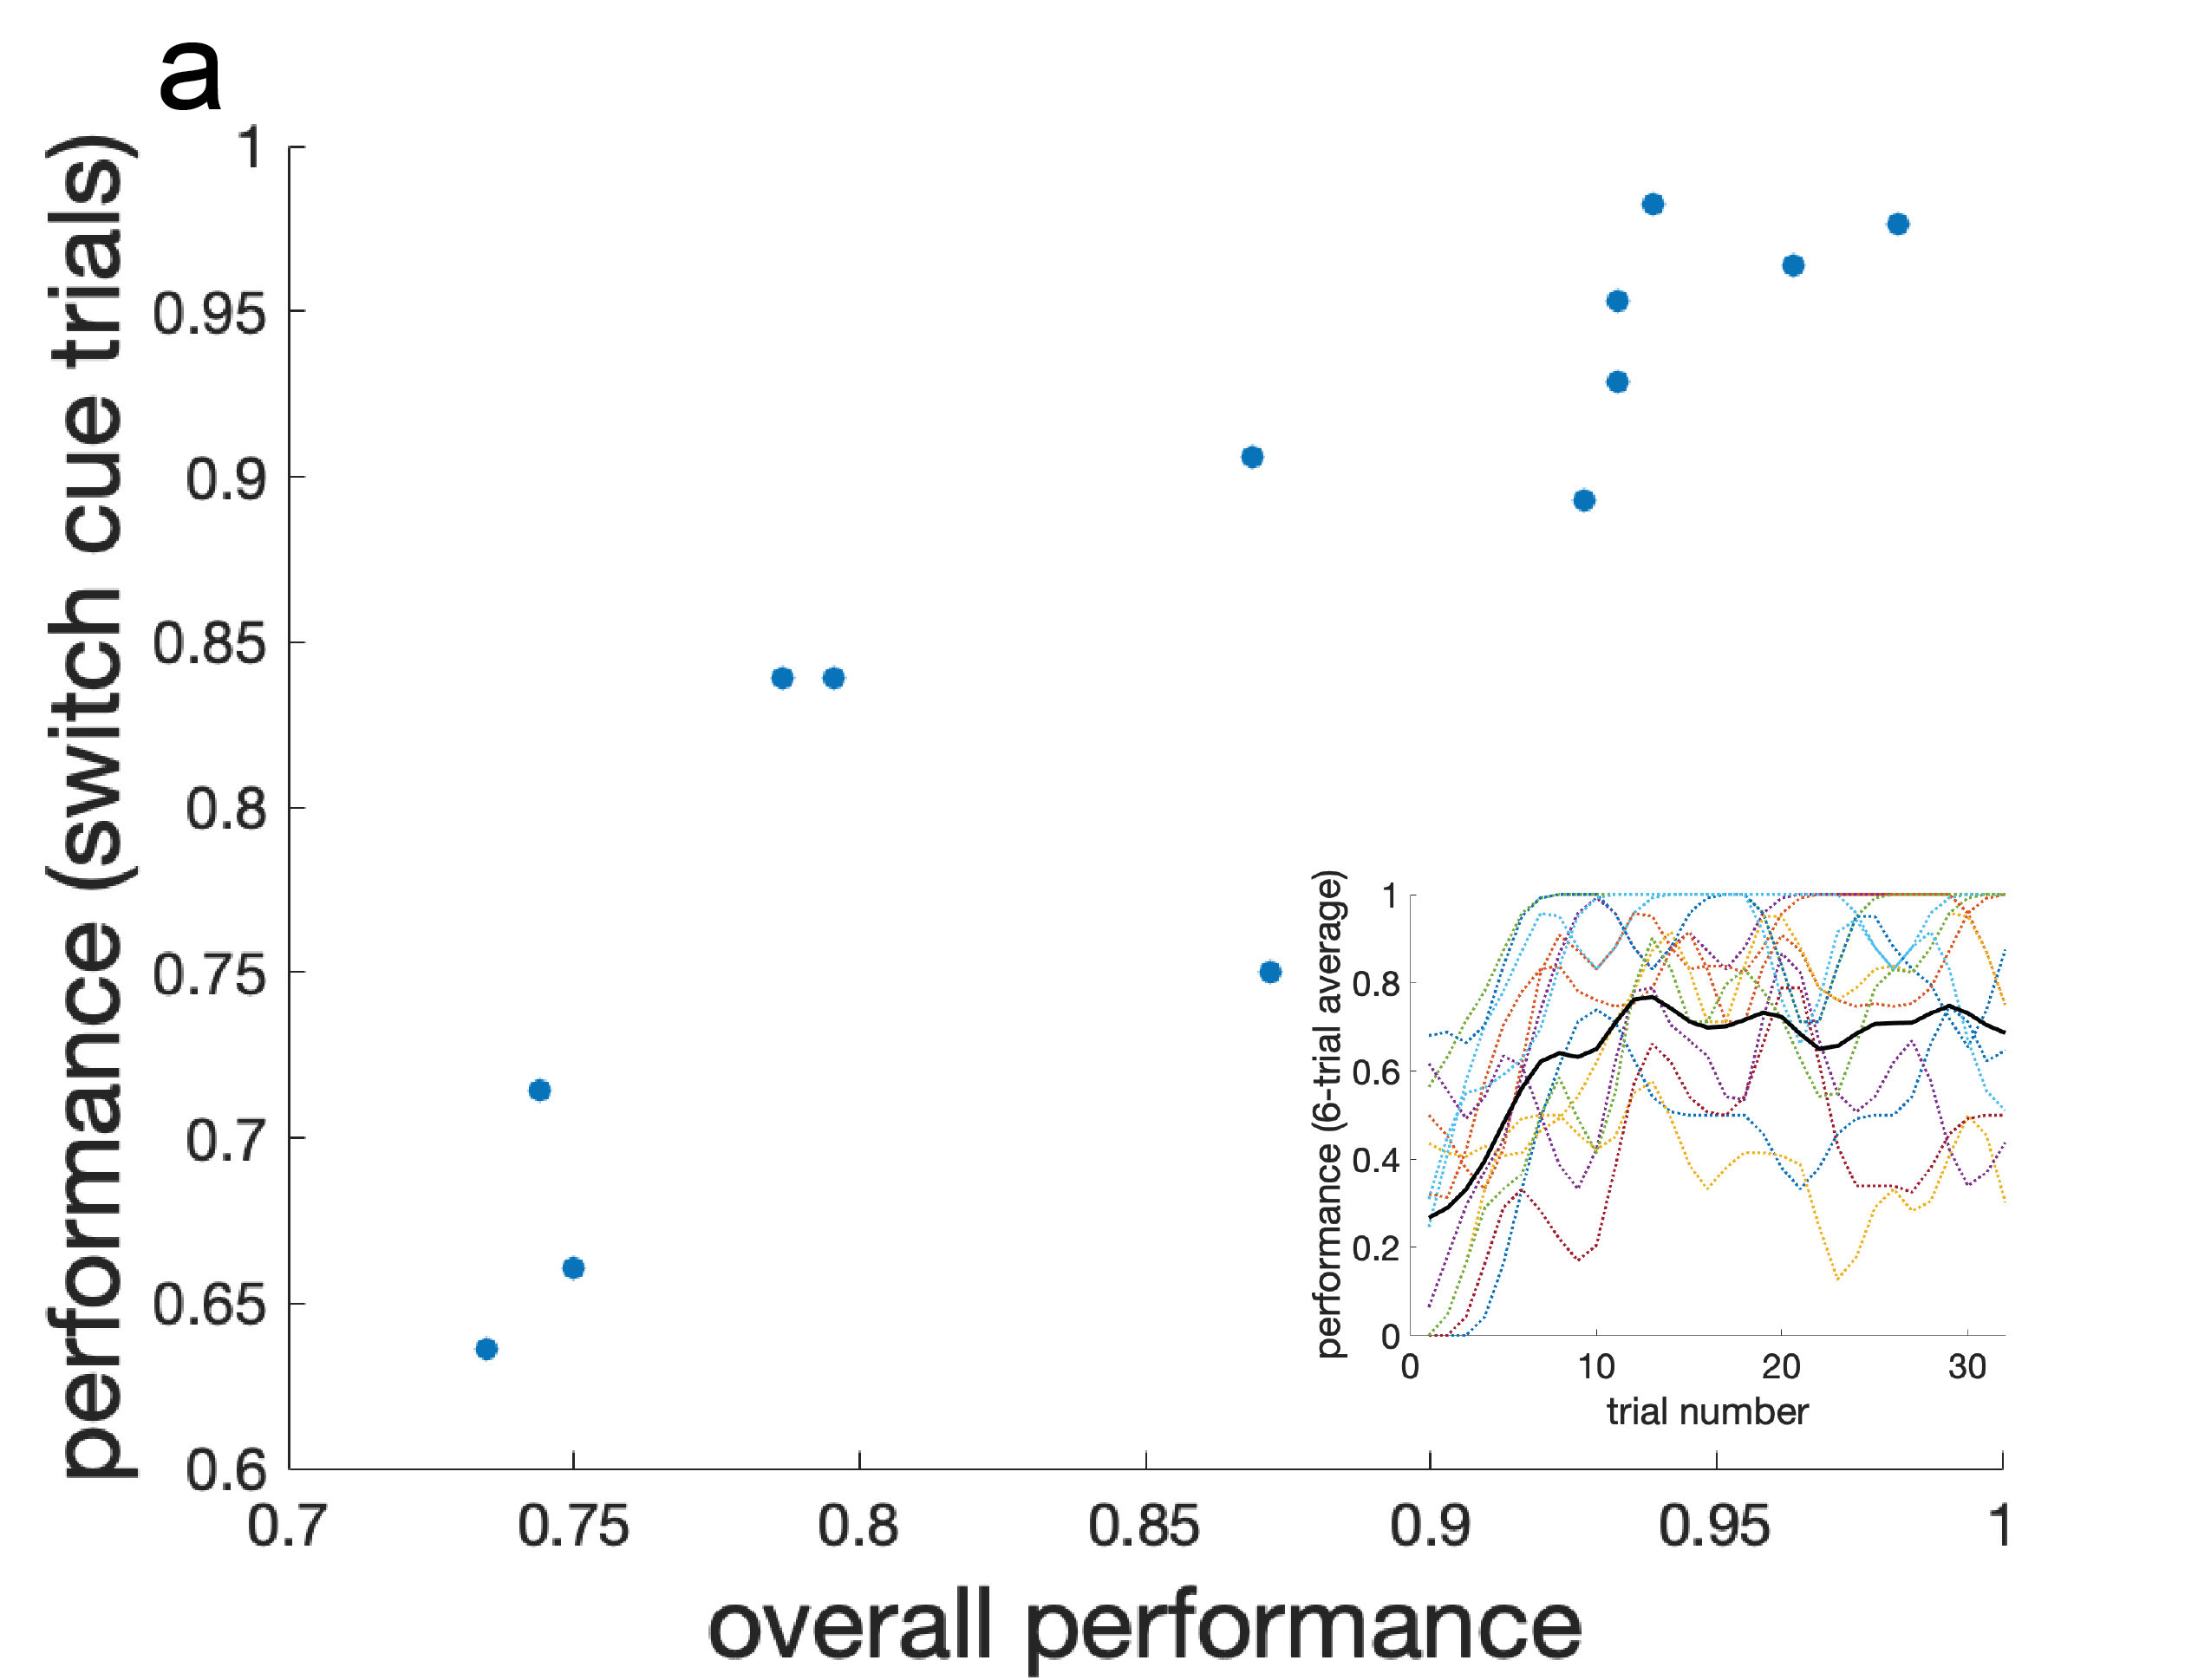 a
performance (switch cue trials)
1
0.95
0.9
0.85
0.8
0.75
0.7
0.65
0.6
0.7 0.75 0.8 0.85 0.9 0.95 1
overall performance
performance (6-trial average)
1
0.8
0.6
0.4
0.2
0
0 10 20 30
trial number